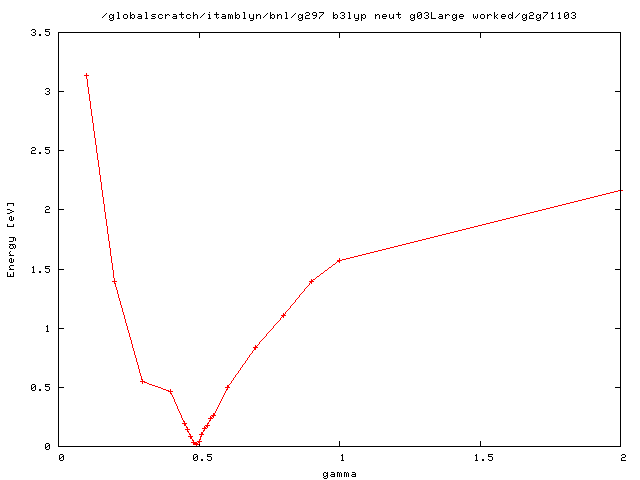 /globalscratch/itamblyn/bnl/g297 b3lyp neut g03Large worked/g2g71103
3.5
3
2.5
2
1.5
1
0.5
0
Energy [eV]
0 0.5 1 1.5 2
gamma